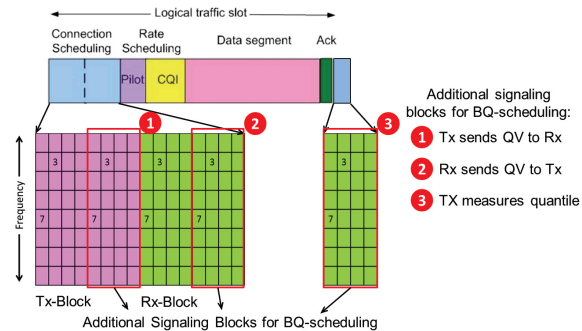 Logical traffic slot
Connection
Scheduling
Rate
Scheduling
Data segment
Ack
Pilot
CQI
1
2
3
Additional signaling
blocks for BQ-scheduling:
1 Tx sends QV to Rx
2 Rx sends QV to Tx
3 TX measures quantile
Frequency
3 3 3 3 3
7 7 7 7 7
Tx-Block
Rx-Block
Additional Signaling Blocks for BQ-scheduling